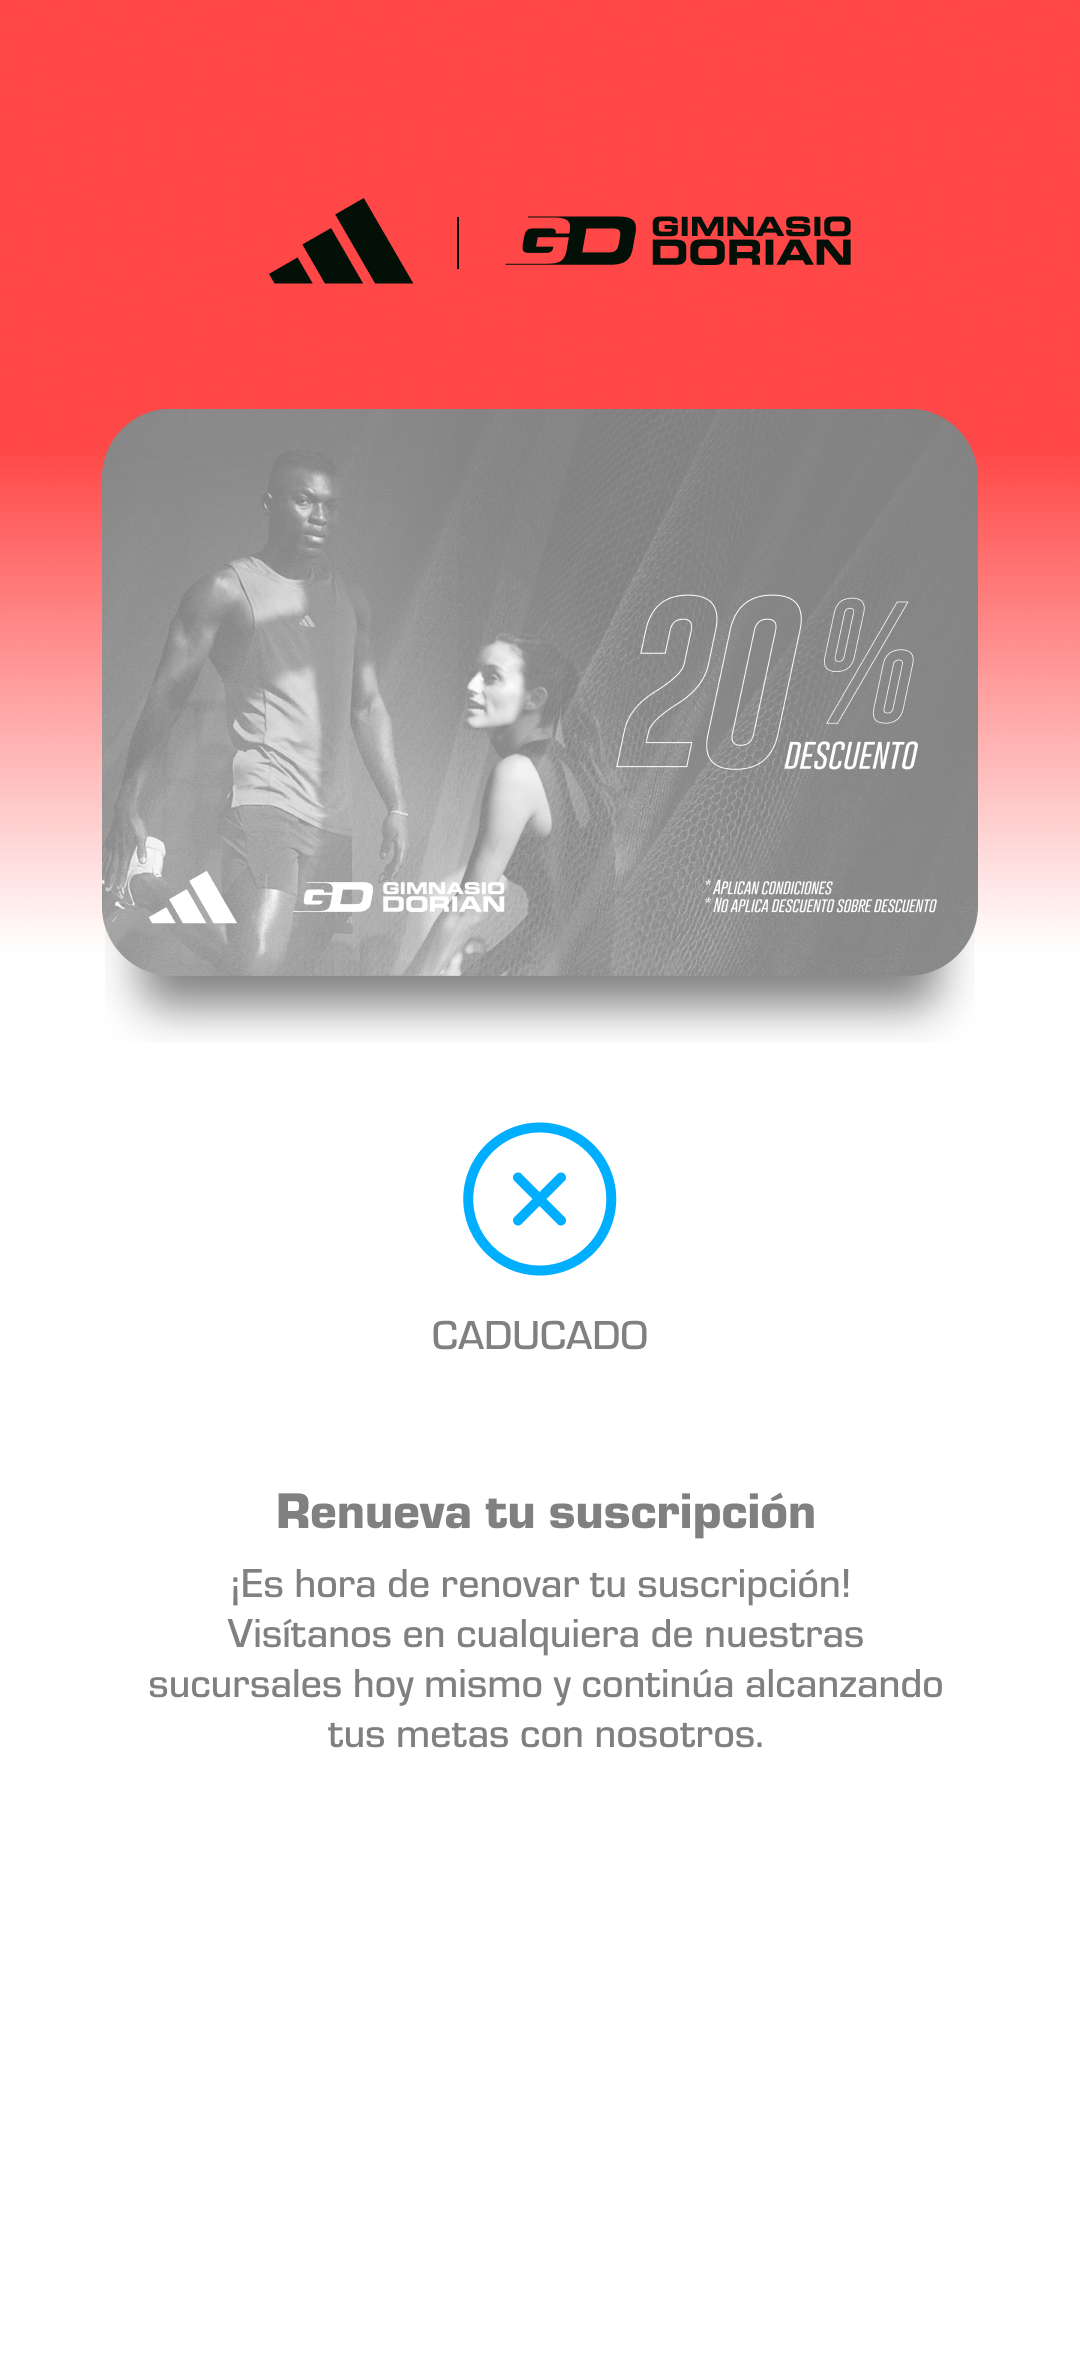 GD GIMNASIO
DORIAN
20%
DESCUENTO
GD GIMNASIO
DORIAN
* APLICAN CONDICIONES
* NO APLICA DESCUENTO SOBRE DESCUENTO
CADUCADO
Renueva tu suscripción
¡Es hora de renovar tu suscripción!
Visítanos en cualquiera de nuestras
sucursales hoy mismo y continúa alcanzando
tus metas con nosotros.